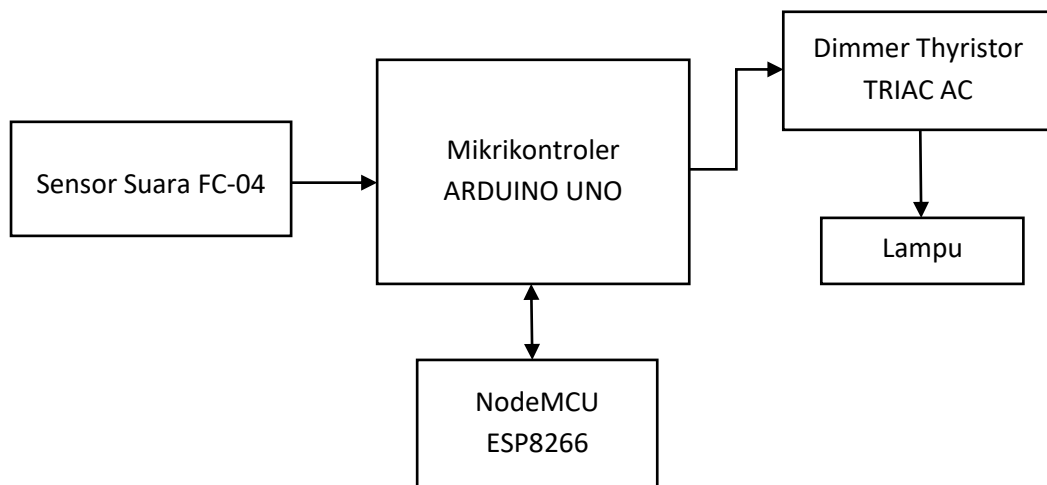 Sensor Suara FC-04
Mikrikontroler
ARDUINO UNO
Dimmer Thyristor
TRIAC AC
Lampu
NodeMCU
ESP8266